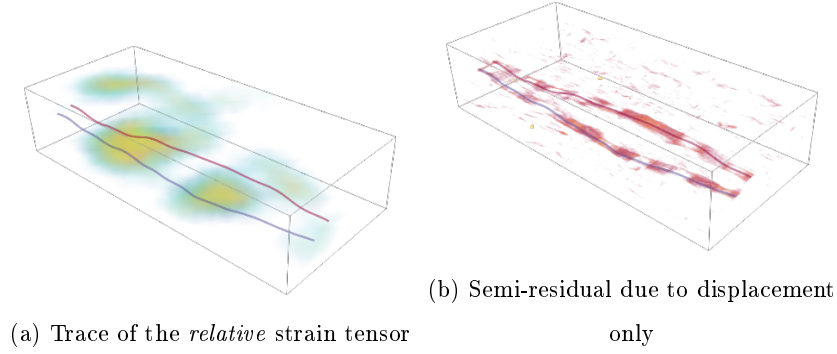 (a) Trace of the relative strain tensor
(b) Semi-residual due to displacement
only